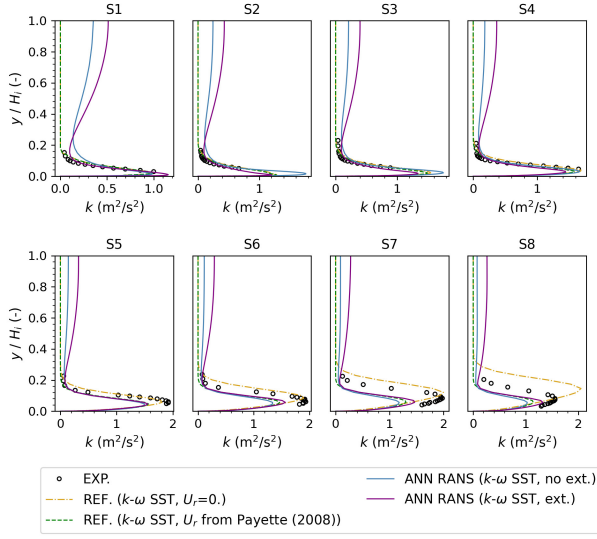 S1 S2 S3 S4
1.0
0.8
0.6
0.4
0.2
0.0
y / H_i (-)
0.0 0.5 1.0 0 1 0 1 0 1
k (m²/s²) k (m²/s²) k (m²/s²) k (m²/s²)
S5 S6 S7 S8
1.0
0.8
0.6
0.4
0.2
0.0
y / H_i (-)
0 1 2 0 1 2 0 1 2 0 1 2
k (m²/s²) k (m²/s²) k (m²/s²) k (m²/s²)
EXP.
REF. (k-ω SST, U_r=0.)
REF. (k-ω SST, U_r from Payette (2008))
ANN RANS (k-ω SST, no ext.)
ANN RANS (k-ω SST, ext.)